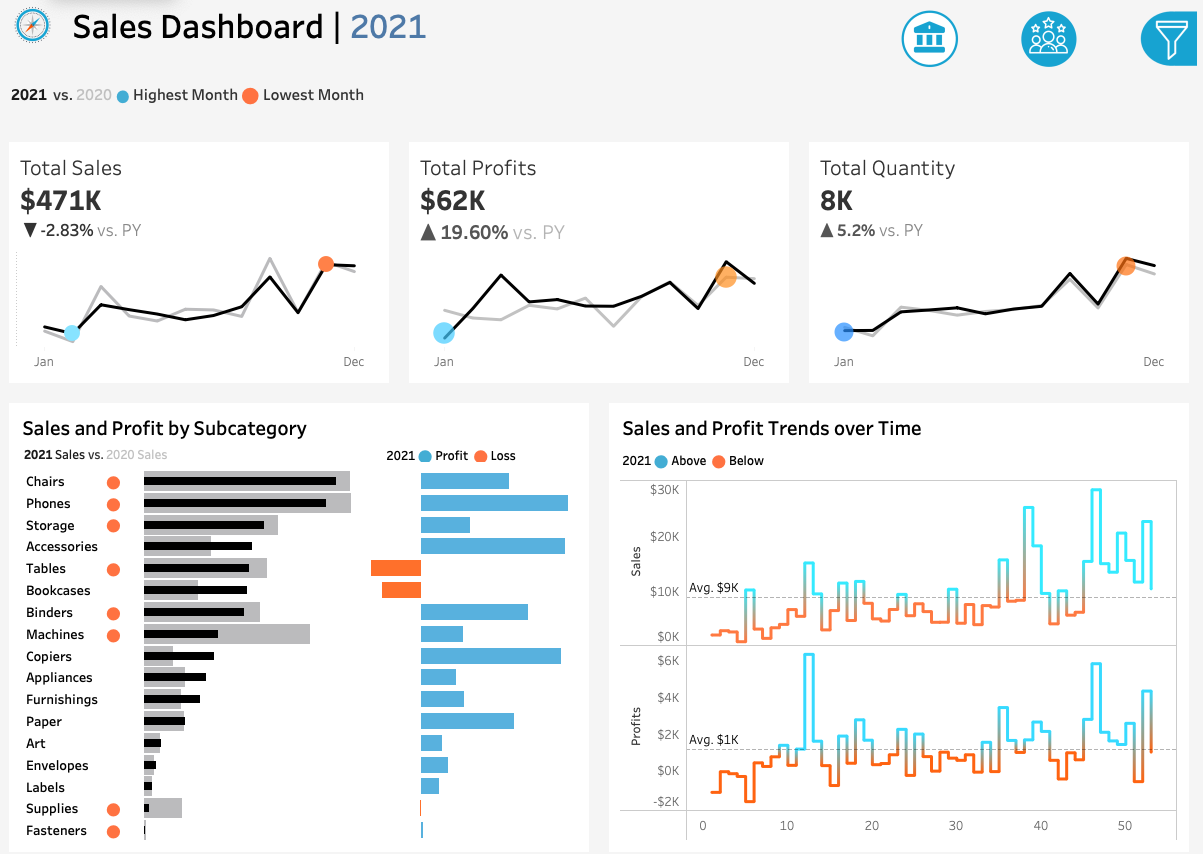 Sales Dashboard | 2021
2021 vs. 2020 Highest Month Lowest Month
Total Sales
$471K
▼ -2.83% vs. PY
Jan Dec
Total Profits
$62K
▲ 19.60% vs. PY
Jan Dec
Total Quantity
8K
▲ 5.2% vs. PY
Jan Dec
Sales and Profit by Subcategory
2021 Sales vs. 2020 Sales
2021 Profit Loss
Chairs
Phones
Storage
Accessories
Tables
Bookcases
Binders
Machines
Copiers
Appliances
Furnishings
Paper
Art
Envelopes
Labels
Supplies
Fasteners
Sales and Profit Trends over Time
2021 Above Below
Sales
$30K
$20K
$10K
$0K
Avg. $9K
Profits
$6K
$4K
$2K
$0K
-$2K
Avg. $1K
0 10 20 30 40 50